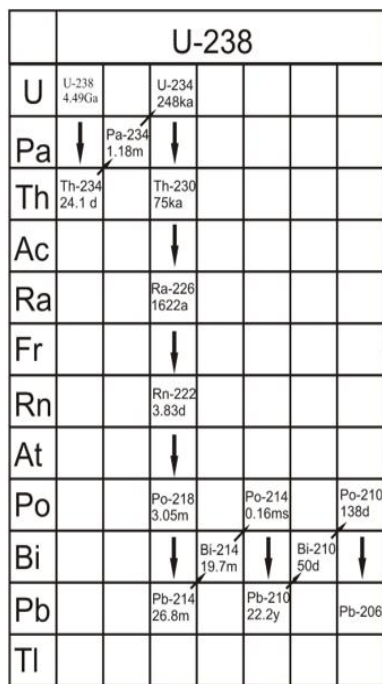 U-238
U
U-238
4.49Ga
U-234
248ka
Pa
Pa-234
1.18m
Th
Th-234
24.1 d
Th-230
75ka
Ac
Ra
Ra-226
1622a
Fr
Rn
Rn-222
3.83d
At
Po
Po-218
3.05m
Po-214
0.16ms
Po-210
138d
Bi
Bi-214
19.7m
Bi-210
50d
Pb
Pb-214
26.8m
Pb-210
22.2y
Pb-206
Tl